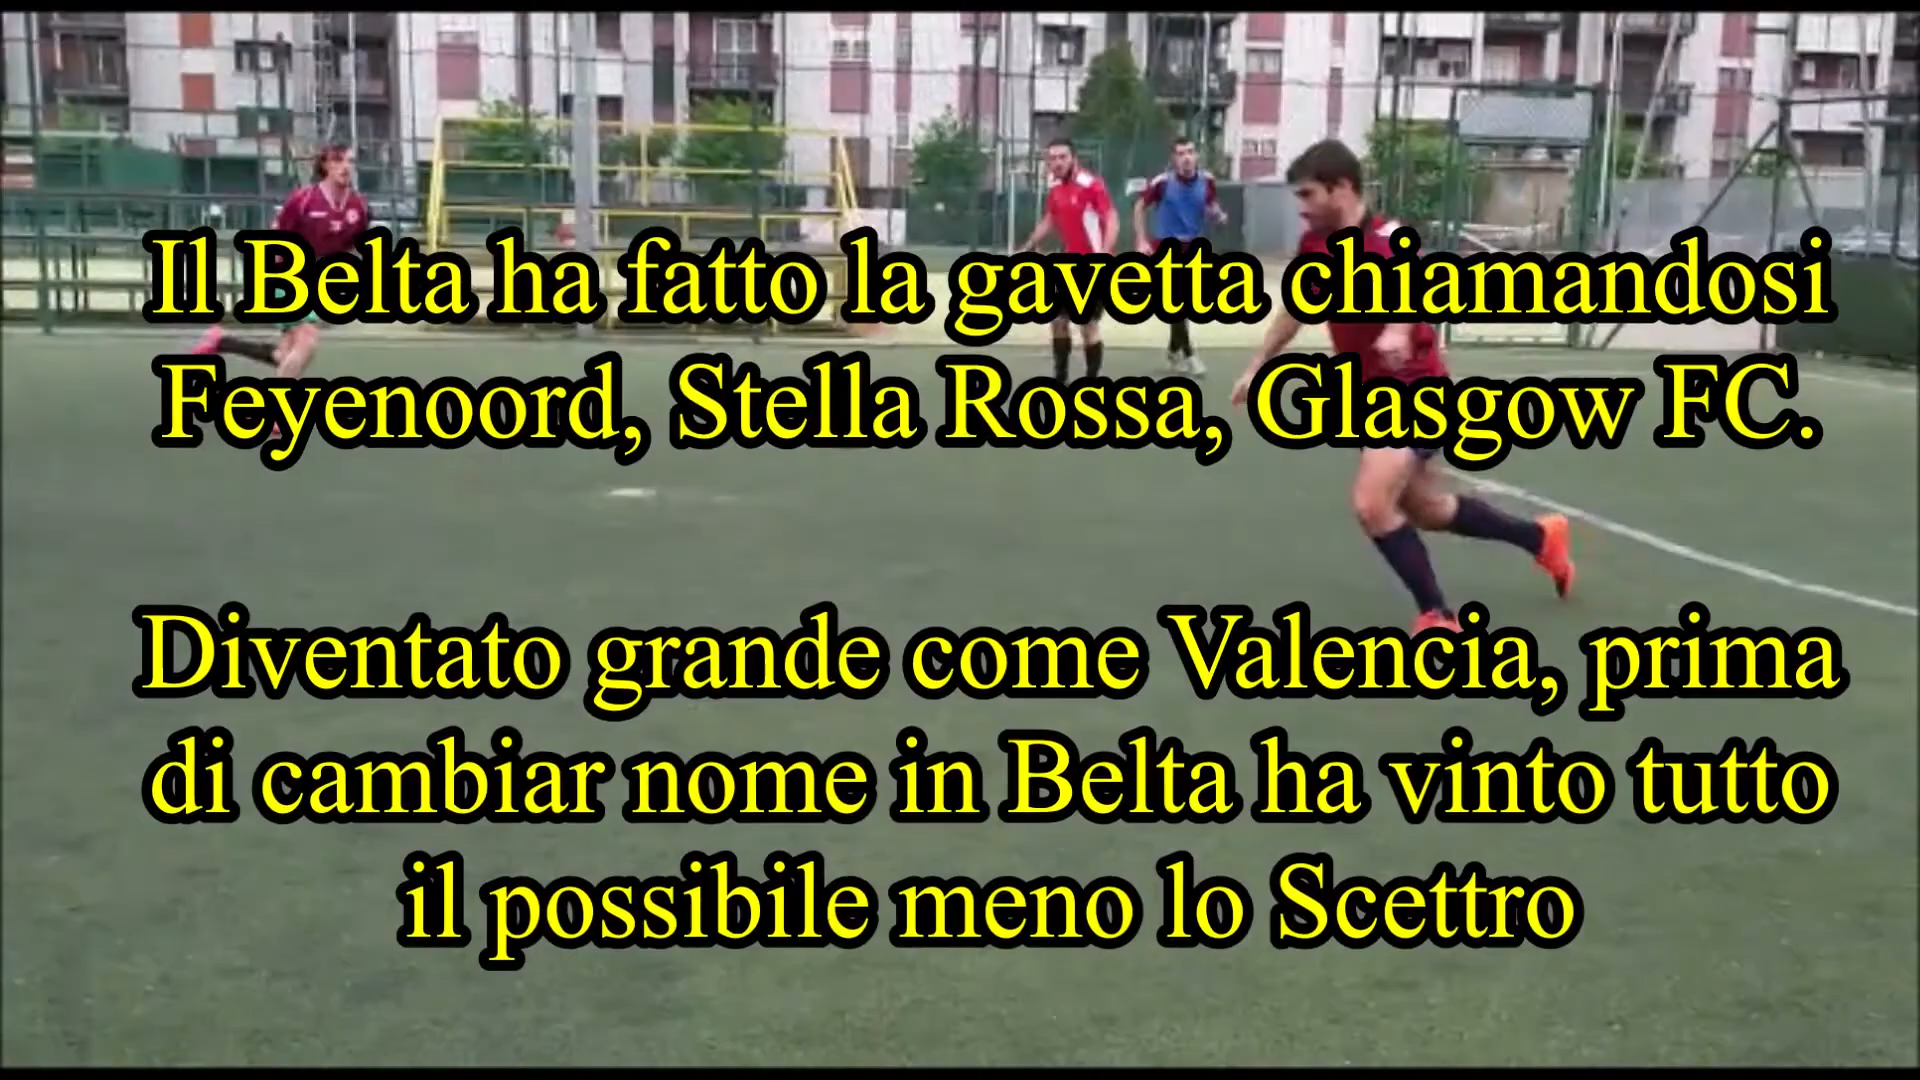 Il Belta ha fatto la gavetta chiamandosi
Feyenoord, Stella Rossa, Glasgow FC.
Diventato grande come Valencia, prima
di cambiar nome in Belta ha vinto tutto
il possibile meno lo Scettro